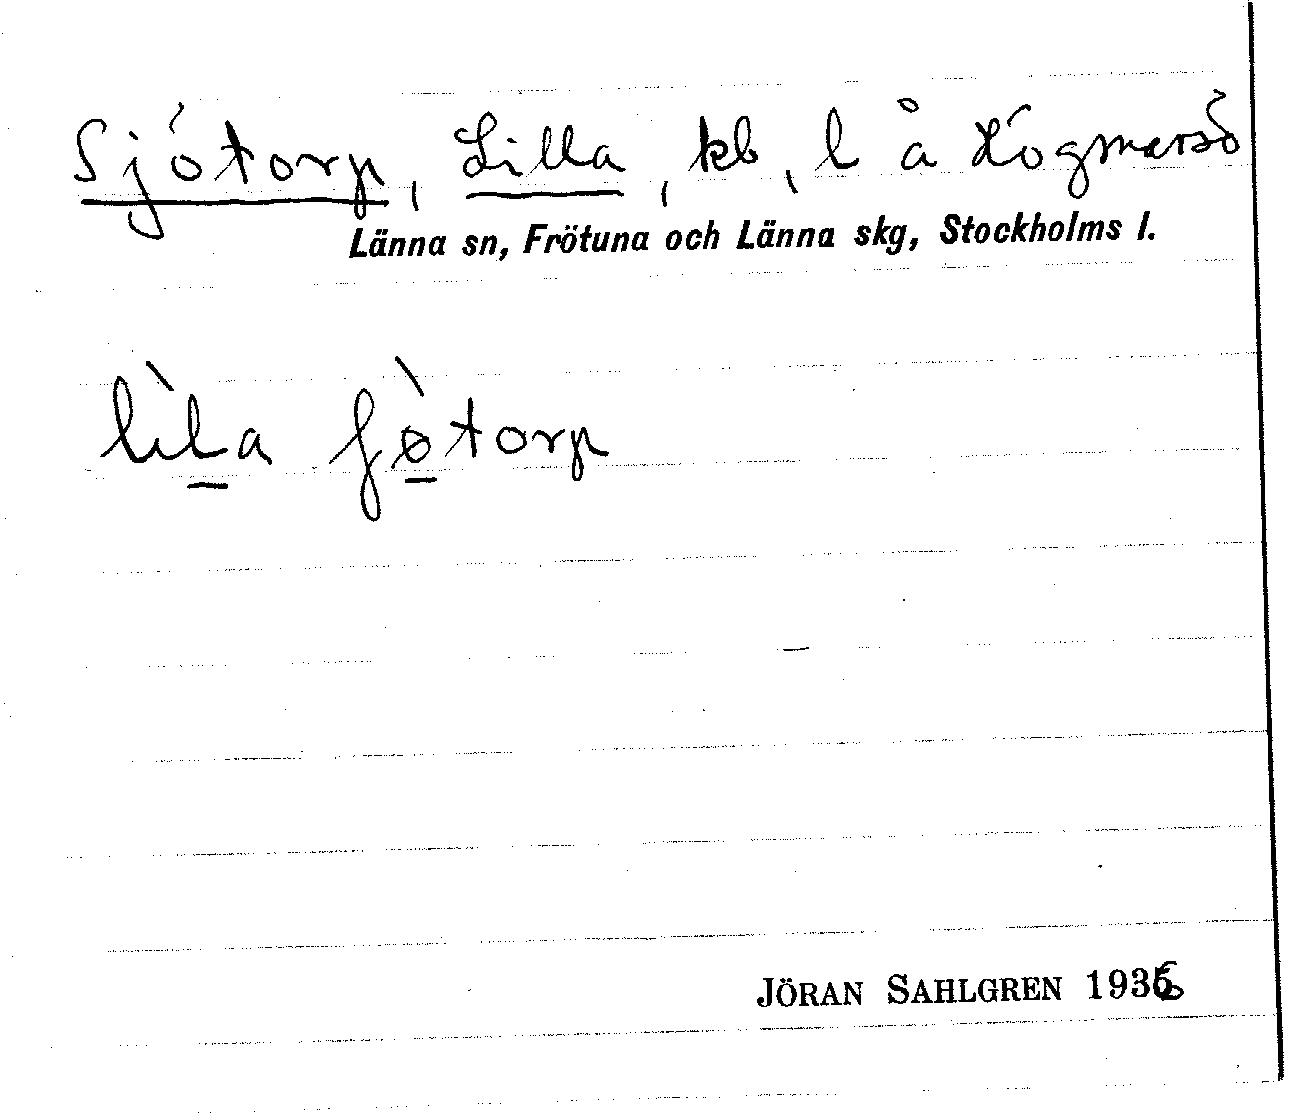 Sjötorp, Lilla, kb, l å Högmarsö
Länna sn, Frötuna och Länna skg, Stockholms l.
lìla ʃø̀torp
JÖRAN SAHLGREN 1936